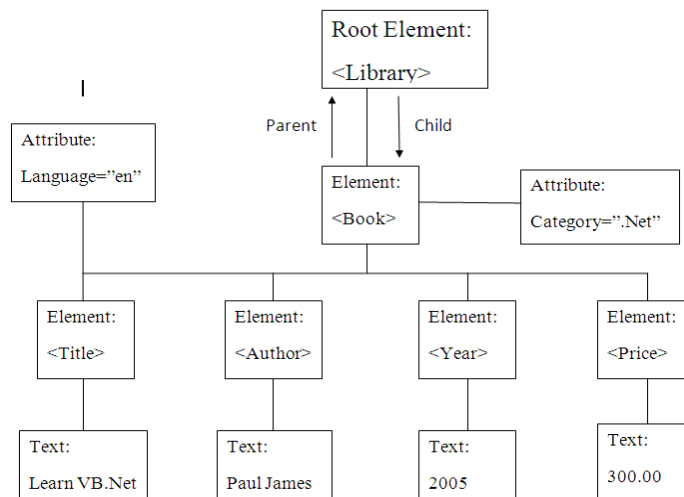 Root Element:
<Library>
Parent
Child
Attribute:
Language=”en”
Element:
<Book>
Attribute:
Category=”.Net”
Element:
<Title>
Element:
<Author>
Element:
<Year>
Element:
<Price>
Text:
Learn VB.Net
Text:
Paul James
Text:
2005
Text:
300.00